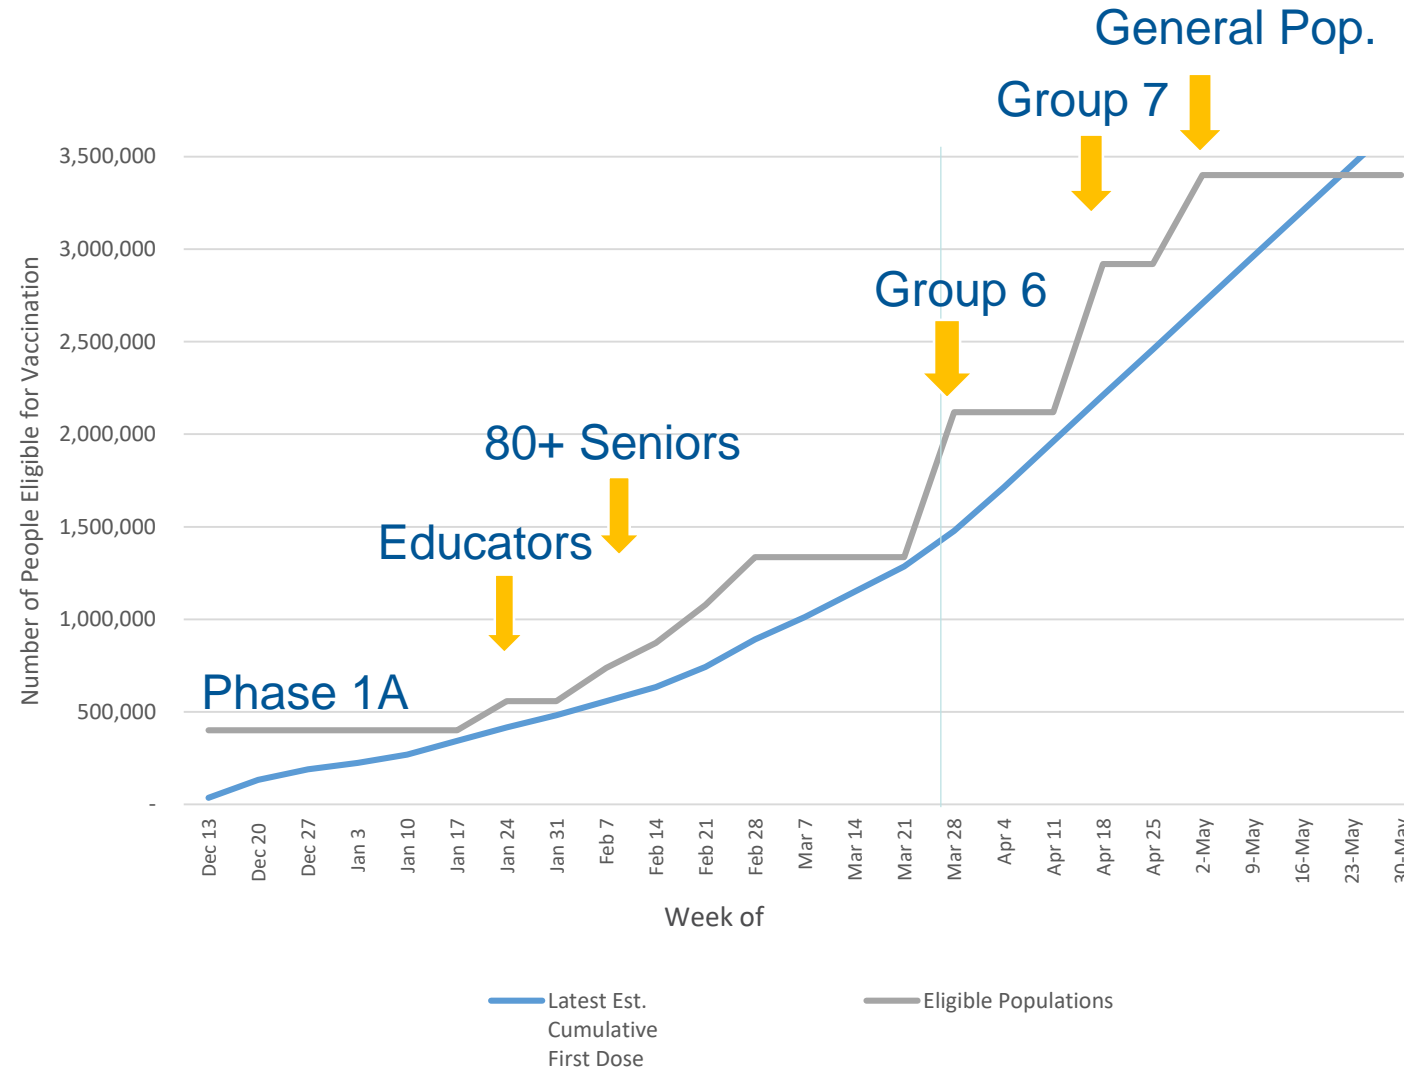 General Pop.
Group 7
Group 6
80+ Seniors
Educators
Phase 1A
Number of People Eligible for Vaccination
3,500,000
3,000,000
2,500,000
2,000,000
1,500,000
1,000,000
500,000
-
Dec 13
Dec 20
Dec 27
Jan 3
Jan 10
Jan 17
Jan 24
Jan 31
Feb 7
Feb 14
Feb 21
Feb 28
Mar 7
Mar 14
Mar 21
Mar 28
Apr 4
Apr 11
Apr 18
Apr 25
2-May
9-May
16-May
23-May
30-May
Week of
Latest Est.
Cumulative
First Dose
Eligible Populations